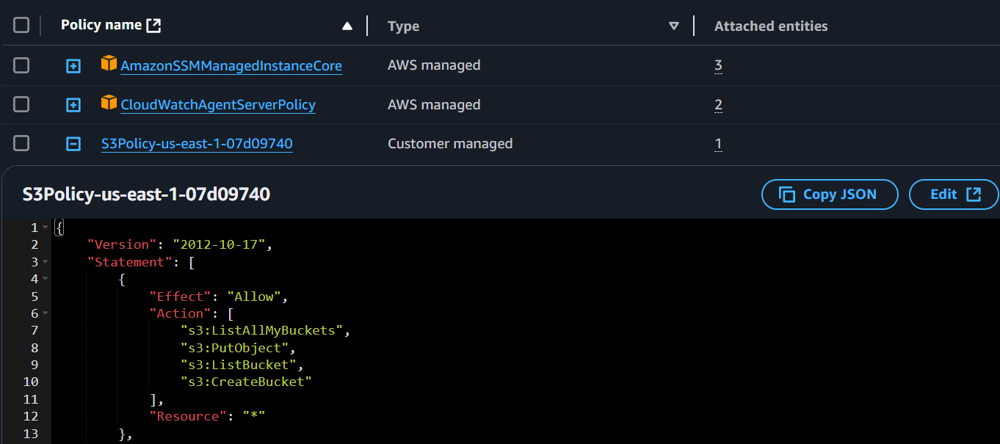 Policy name Type Attached entities
AmazonSSMManagedInstanceCore AWS managed 3
CloudWatchAgentServerPolicy AWS managed 2
S3Policy-us-east-1-07d09740 Customer managed 1
S3Policy-us-east-1-07d09740 Copy JSON Edit
1 {
2 "Version": "2012-10-17",
3 "Statement": [
4 {
5 "Effect": "Allow",
6 "Action": [
7 "s3:ListAllMyBuckets",
8 "s3:PutObject",
9 "s3:ListBucket",
10 "s3:CreateBucket"
11 ],
12 "Resource": "*"
13 },